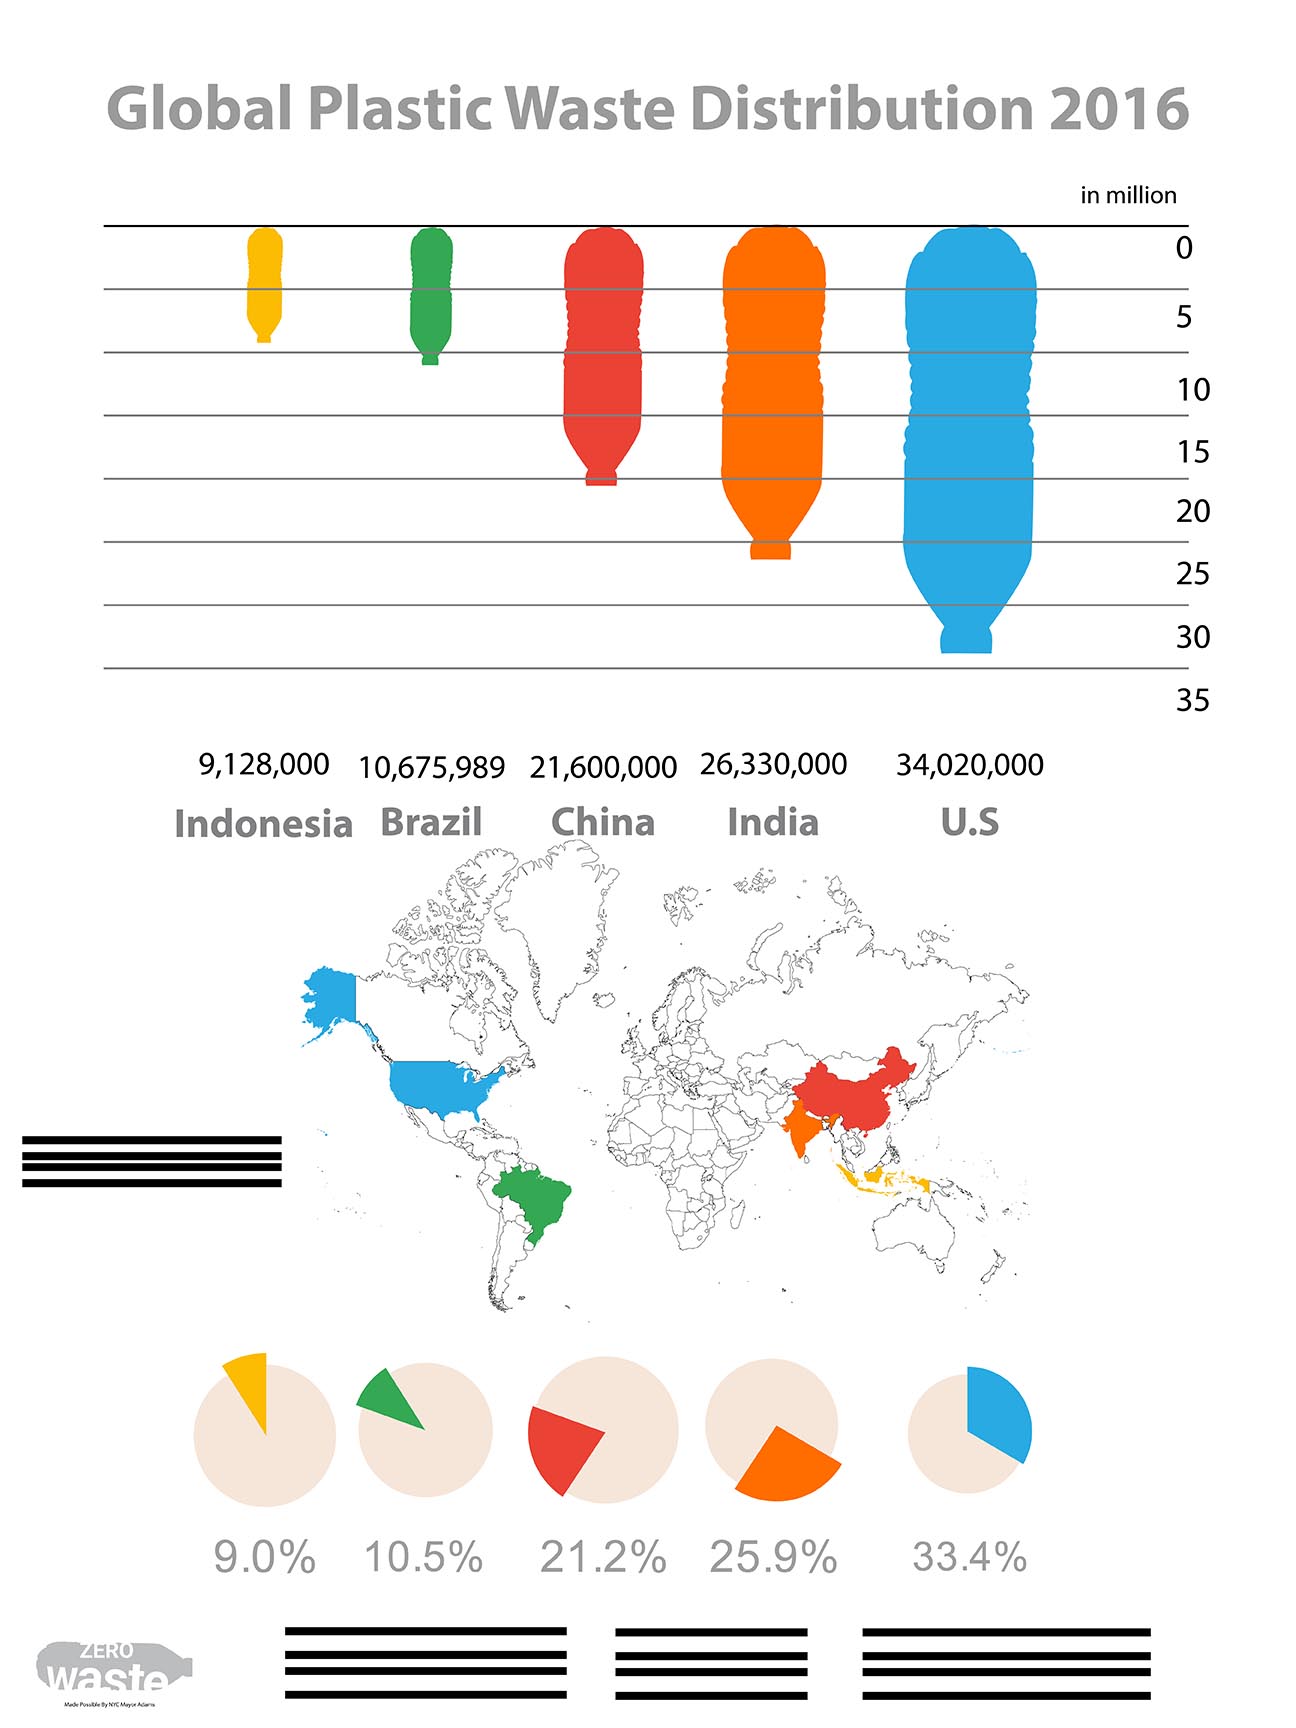 Global Plastic Waste Distribution 2016
in million
0
5
10
15
20
25
30
35
9,128,000 10,675,989 21,600,000 26,330,000 34,020,000
Indonesia Brazil China India U.S
9.0% 10.5% 21.2% 25.9% 33.4%
ZERO
waste
Made Possible By NYC Mayor Adams